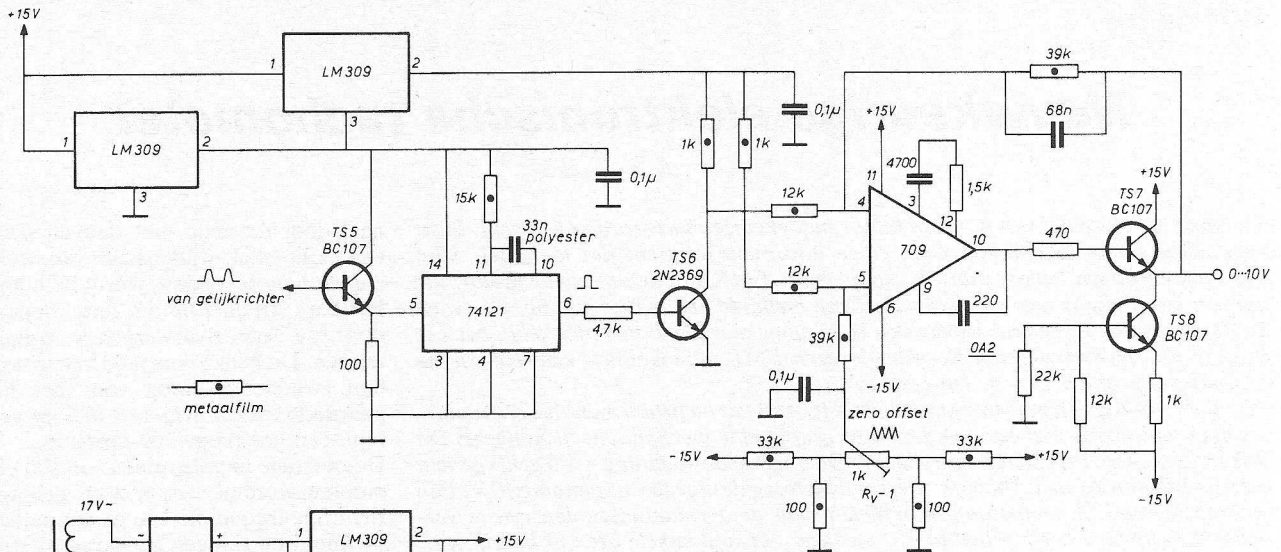 +15V
1
LM309
2
3
1
LM309
2
3
0,1µ
1k
1k
0,1µ
15k
33n
polyester
TS5
BC107
van gelijkrichter
100
metaalfilm
14
11
10
5
74121
6
3
4
7
4,7k
TS6
2N2369
12k
12k
39k
0,1µ
+15V
11
4700
3
1,5k
12
4
709
10
5
6
9
220
-15V
39k
68n
470
TS7
BC107
+15V
0...10V
TS8
BC107
OA2
22k
12k
1k
-15V
zero offset
-15V
33k
1k
Rv-1
33k
+15V
100
100
17V~
~
+
1
LM309
2
+15V